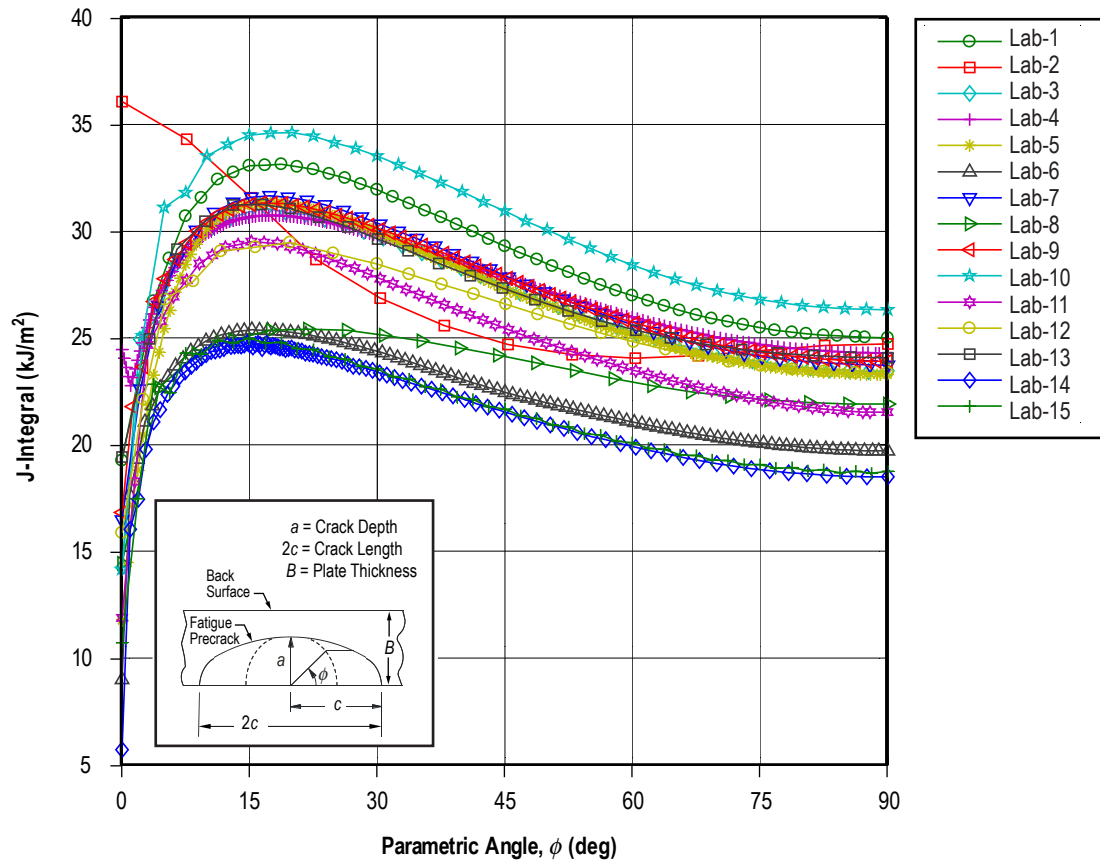 40
35
30
25
20
15
10
5
0
15
30
45
60
75
90
J-Integral (kJ/m²)
Parametric Angle, ϕ (deg)
a = Crack Depth
2c = Crack Length
B = Plate Thickness
Back
Surface
Fatigue
Precrack
a
ϕ
B
c
2c
Lab-1
Lab-2
Lab-3
Lab-4
Lab-5
Lab-6
Lab-7
Lab-8
Lab-9
Lab-10
Lab-11
Lab-12
Lab-13
Lab-14
Lab-15